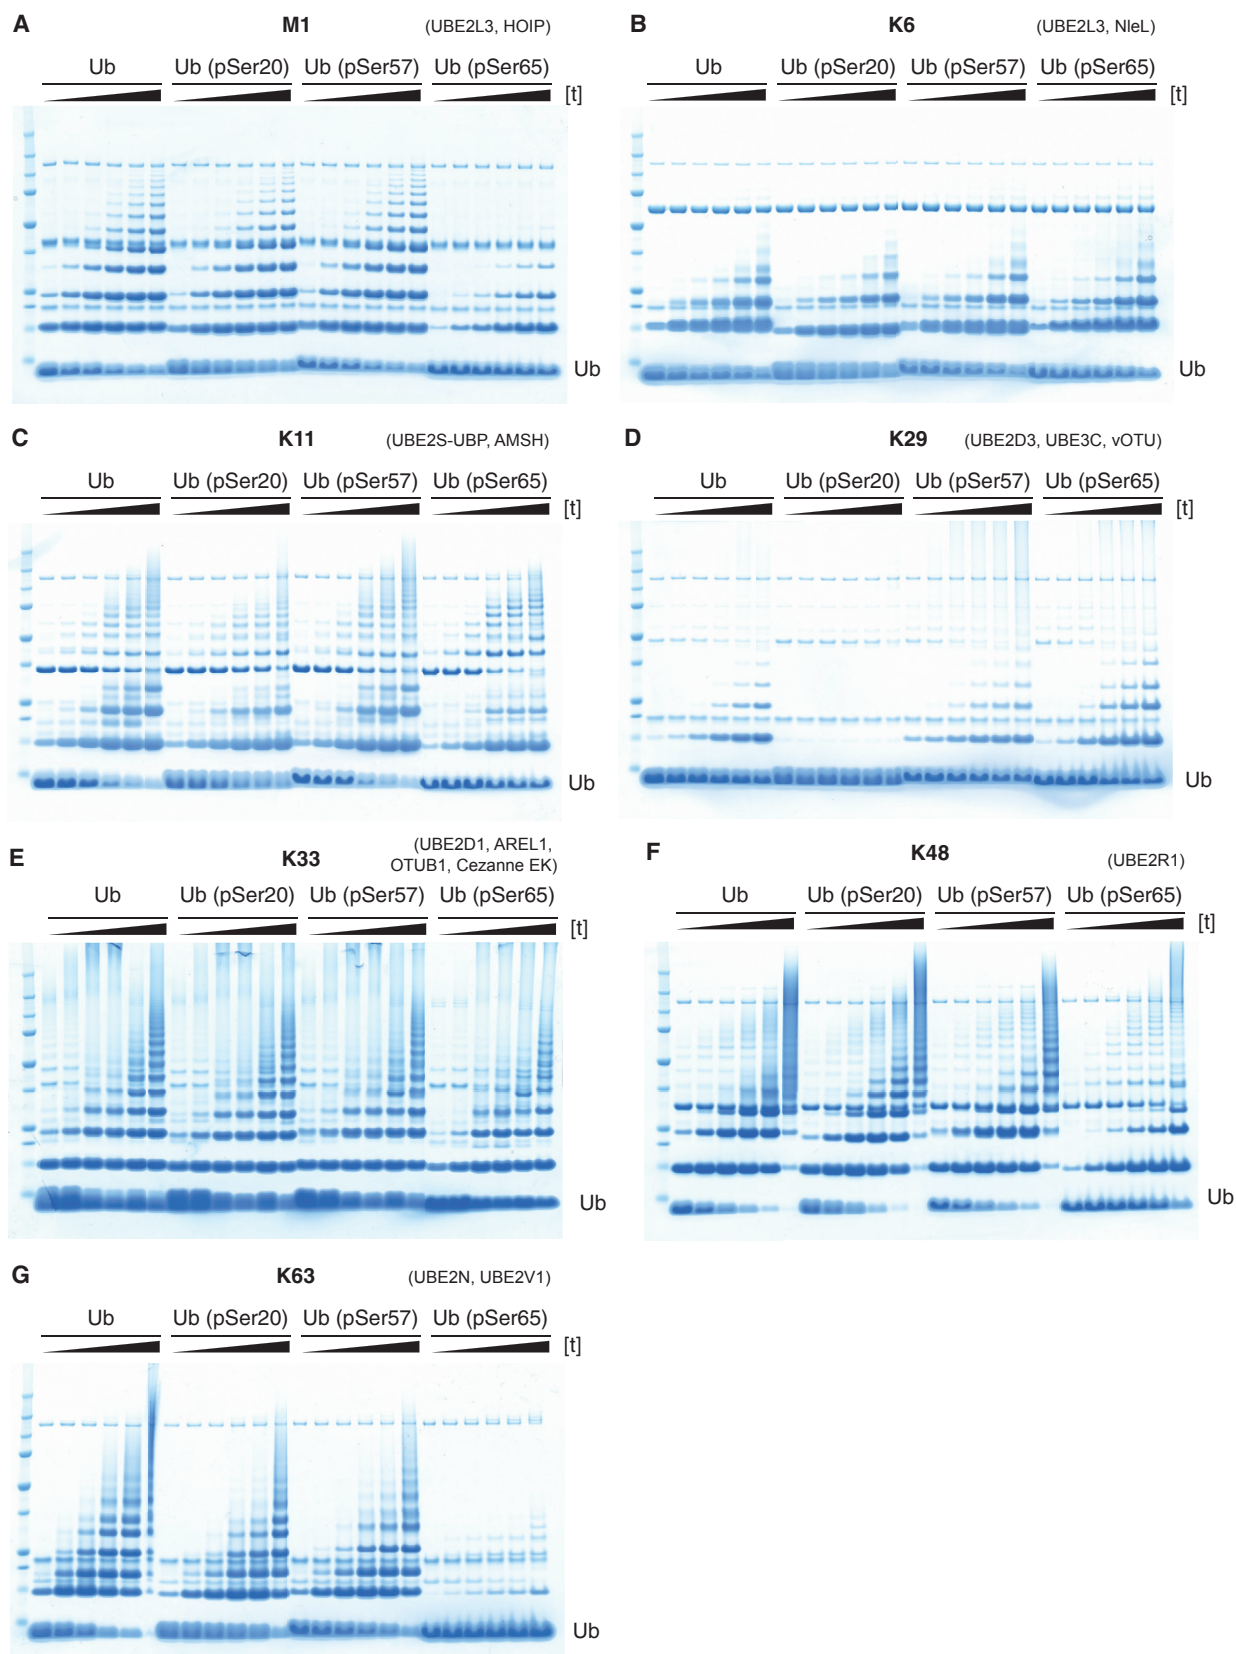 A M1 (UBE2L3, HOIP)
Ub Ub (pSer20) Ub (pSer57) Ub (pSer65)
[t]
Ub
B K6 (UBE2L3, NleL)
Ub Ub (pSer20) Ub (pSer57) Ub (pSer65)
[t]
Ub
C K11 (UBE2S-UBP, AMSH)
Ub Ub (pSer20) Ub (pSer57) Ub (pSer65)
[t]
Ub
D K29 (UBE2D3, UBE3C, vOTU)
Ub Ub (pSer20) Ub (pSer57) Ub (pSer65)
[t]
Ub
E K33 (UBE2D1, AREL1,
OTUB1, Cezanne EK)
Ub Ub (pSer20) Ub (pSer57) Ub (pSer65)
[t]
Ub
F K48 (UBE2R1)
Ub Ub (pSer20) Ub (pSer57) Ub (pSer65)
[t]
Ub
G K63 (UBE2N, UBE2V1)
Ub Ub (pSer20) Ub (pSer57) Ub (pSer65)
[t]
Ub